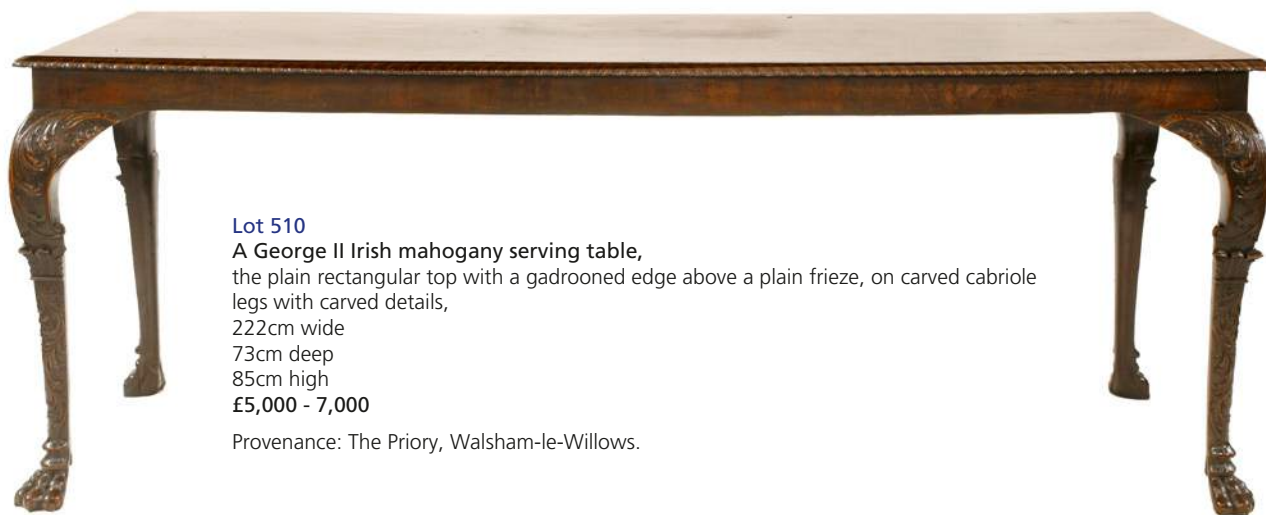 Lot 510
A George II Irish mahogany serving table,
the plain rectangular top with a gadrooned edge above a plain frieze, on carved cabriole
legs with carved details,
222cm wide
73cm deep
85cm high
£5,000 - 7,000
Provenance: The Priory, Walsham-le-Willows.